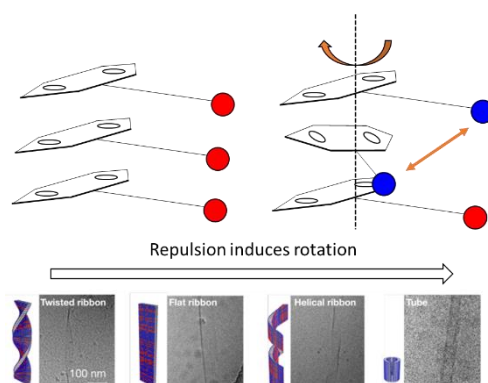 Repulsion induces rotation
Twisted ribbon
Flat ribbon
Helical ribbon
Tube
100 nm